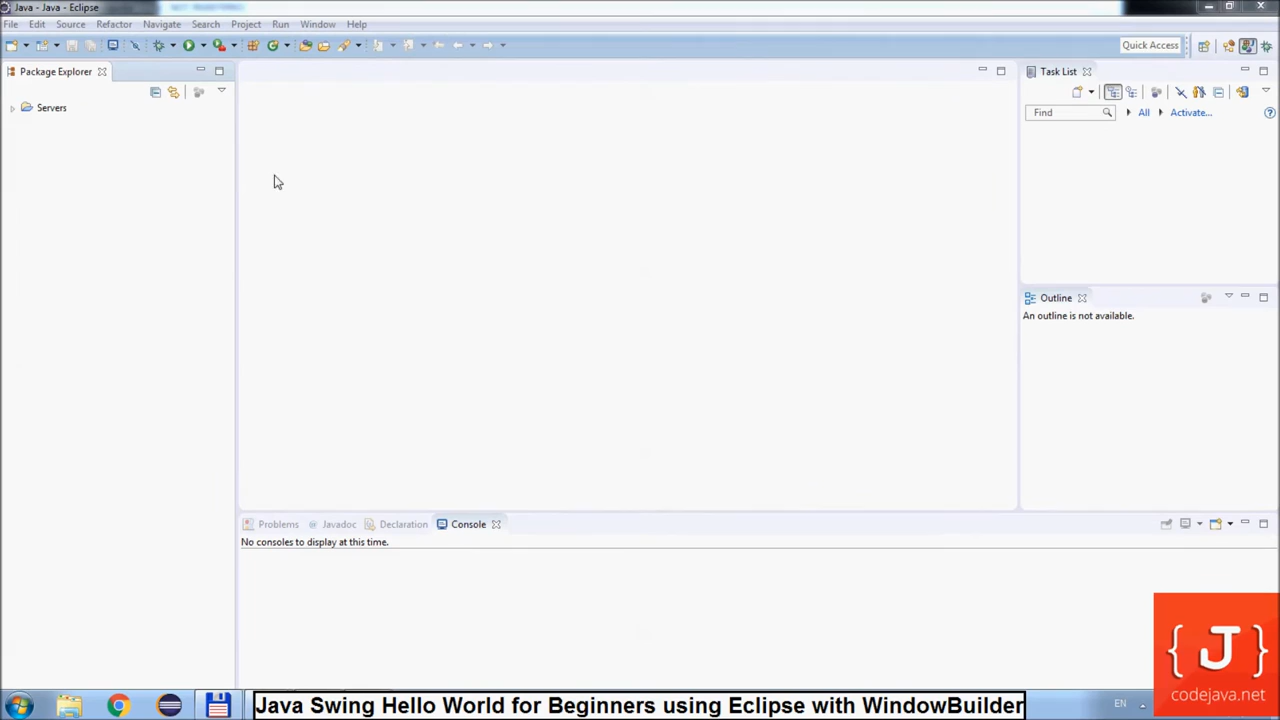 Java - Java - Eclipse
File Edit Source Refactor Navigate Search Project Run Window Help
Quick Access
Package Explorer
Servers
Task List
Find
All
Activate...
Outline
An outline is not available.
Problems
Javadoc
Declaration
Console
No consoles to display at this time.
{ J }
codejava.net
EN
Java Swing Hello World for Beginners using Eclipse with WindowBuilder